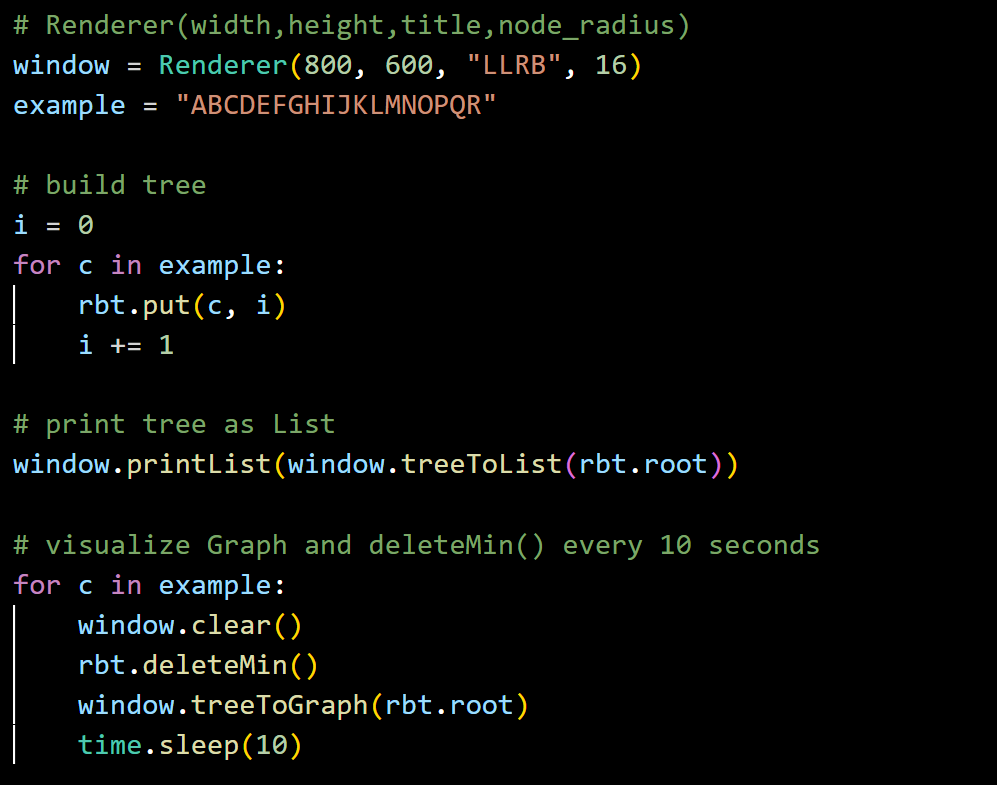 # Renderer(width,height,title,node_radius)
window = Renderer(800, 600, "LLRB", 16)
example = "ABCDEFGHIJKLMNOPQR"

# build tree
i = 0
for c in example:
    rbt.put(c, i)
    i += 1

# print tree as List
window.printList(window.treeToList(rbt.root))

# visualize Graph and deleteMin() every 10 seconds
for c in example:
    window.clear()
    rbt.deleteMin()
    window.treeToGraph(rbt.root)
    time.sleep(10)